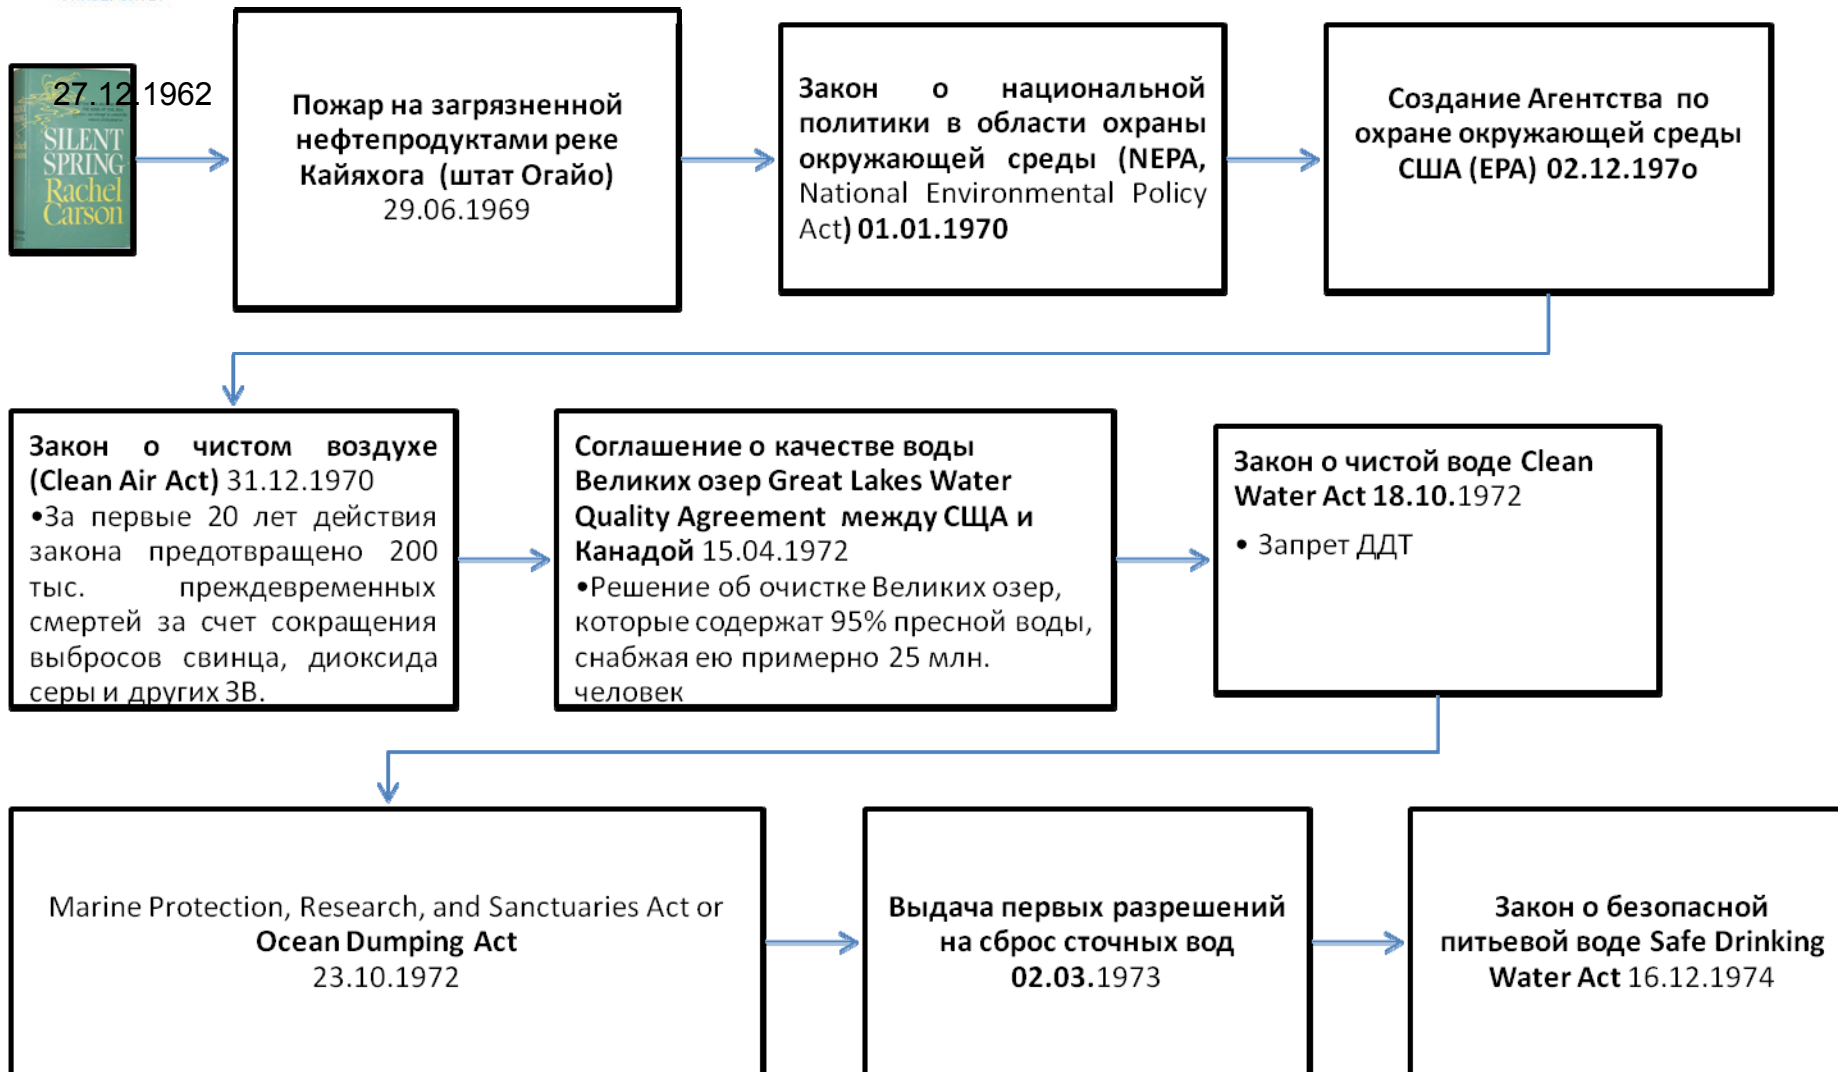 27.12.1962
SILENT
SPRING
Rachel
Carson
Пожар на загрязненной
нефтепродуктами реке
Кайяхога (штат Огайо)
29.06.1969
Закон о национальной
политики в области охраны
окружающей среды (NEPA,
National Environmental Policy
Act) 01.01.1970
Создание Агентства по
охране окружающей среды
США (EPA) 02.12.197о
Закон о чистом воздухе
(Clean Air Act) 31.12.1970
•За первые 20 лет действия
закона предотвращено 200
тыс. преждевременных
смертей за счет сокращения
выбросов свинца, диоксида
серы и других ЗВ.
Соглашение о качестве воды
Великих озер Great Lakes Water
Quality Agreement между СЩА и
Канадой 15.04.1972
•Решение об очистке Великих озер,
которые содержат 95% пресной воды,
снабжая ею примерно 25 млн.
человек
Закон о чистой воде Clean
Water Act 18.10.1972
• Запрет ДДТ
Marine Protection, Research, and Sanctuaries Act or
Ocean Dumping Act
23.10.1972
Выдача первых разрешений
на сброс сточных вод
02.03.1973
Закон о безопасной
питьевой воде Safe Drinking
Water Act 16.12.1974